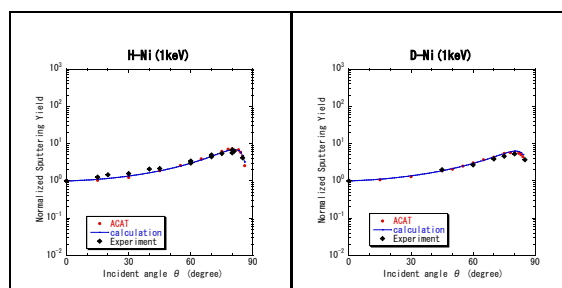 H-Ni(1keV)
Normalized Sputtering Yield
10²
10¹
10⁰
10⁻¹
10⁻²
ACAT
calculation
Experiment
0 30 60 90
Incident angle θ (degree)
D-Ni(1keV)
Normalized Sputtering Yield
10²
10¹
10⁰
10⁻¹
10⁻²
ACAT
calculation
Experiment
0 30 60 90
Incident angle θ (degree)